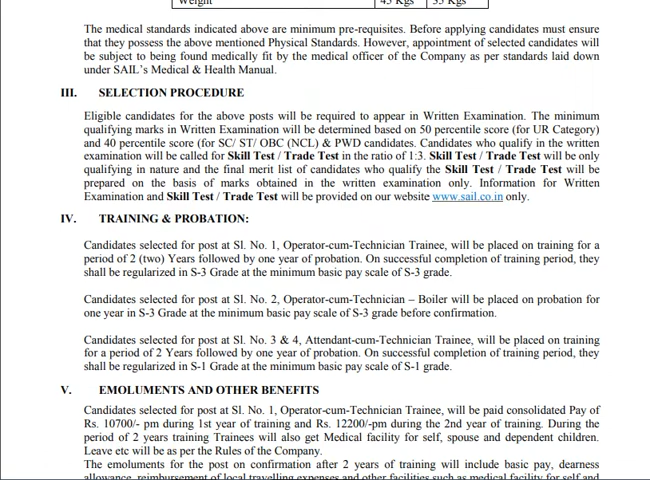 Weight 45 Kgs 35 Kgs
The medical standards indicated above are minimum pre-requisites. Before applying candidates must ensure
that they possess the above mentioned Physical Standards. However, appointment of selected candidates will
be subject to being found medically fit by the medical officer of the Company as per standards laid down
under SAIL's Medical & Health Manual.
III. SELECTION PROCEDURE
Eligible candidates for the above posts will be required to appear in Written Examination. The minimum
qualifying marks in Written Examination will be determined based on 50 percentile score (for UR Category)
and 40 percentile score (for SC/ ST/ OBC (NCL) & PWD candidates. Candidates who qualify in the written
examination will be called for Skill Test / Trade Test in the ratio of 1:3. Skill Test / Trade Test will be only
qualifying in nature and the final merit list of candidates who qualify the Skill Test / Trade Test will be
prepared on the basis of marks obtained in the written examination only. Information for Written
Examination and Skill Test / Trade Test will be provided on our website www.sail.co.in only.
IV. TRAINING & PROBATION:
Candidates selected for post at Sl. No. 1, Operator-cum-Technician Trainee, will be placed on training for a
period of 2 (two) Years followed by one year of probation. On successful completion of training period, they
shall be regularized in S-3 Grade at the minimum basic pay scale of S-3 grade.
Candidates selected for post at Sl. No. 2, Operator-cum-Technician – Boiler will be placed on probation for
one year in S-3 Grade at the minimum basic pay scale of S-3 grade before confirmation.
Candidates selected for post at Sl. No. 3 & 4, Attendant-cum-Technician Trainee, will be placed on training
for a period of 2 Years followed by one year of probation. On successful completion of training period, they
shall be regularized in S-1 Grade at the minimum basic pay scale of S-1 grade.
V. EMOLUMENTS AND OTHER BENEFITS
Candidates selected for post at Sl. No. 1, Operator-cum-Technician Trainee, will be paid consolidated Pay of
Rs. 10700/- pm during 1st year of training and Rs. 12200/-pm during the 2nd year of training. During the
period of 2 years training Trainees will also get Medical facility for self, spouse and dependent children.
Leave etc will be as per the Rules of the Company.
The emoluments for the post on confirmation after 2 years of training will include basic pay, dearness
allowance, reimbursement of local travelling expenses and other facilities such as medical facility for self and